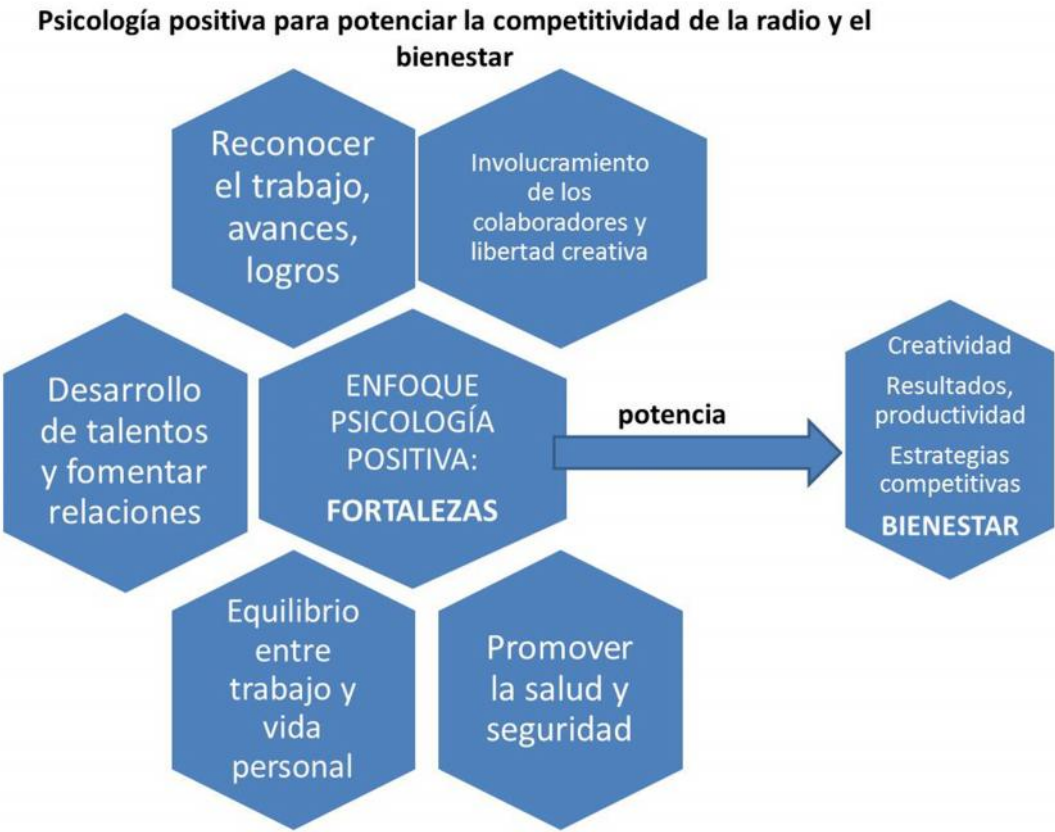 Psicología positiva para potenciar la competitividad de la radio y el
bienestar
Reconocer
el trabajo,
avances,
logros
Involucramiento
de los
colaboradores y
libertad creativa
Desarrollo
de talentos
y fomentar
relaciones
ENFOQUE
PSICOLOGÍA
POSITIVA:
FORTALEZAS
potencia
Creatividad
Resultados,
productividad
Estrategias
competitivas
BIENESTAR
Equilibrio
entre
trabajo y
vida
personal
Promover
la salud y
seguridad